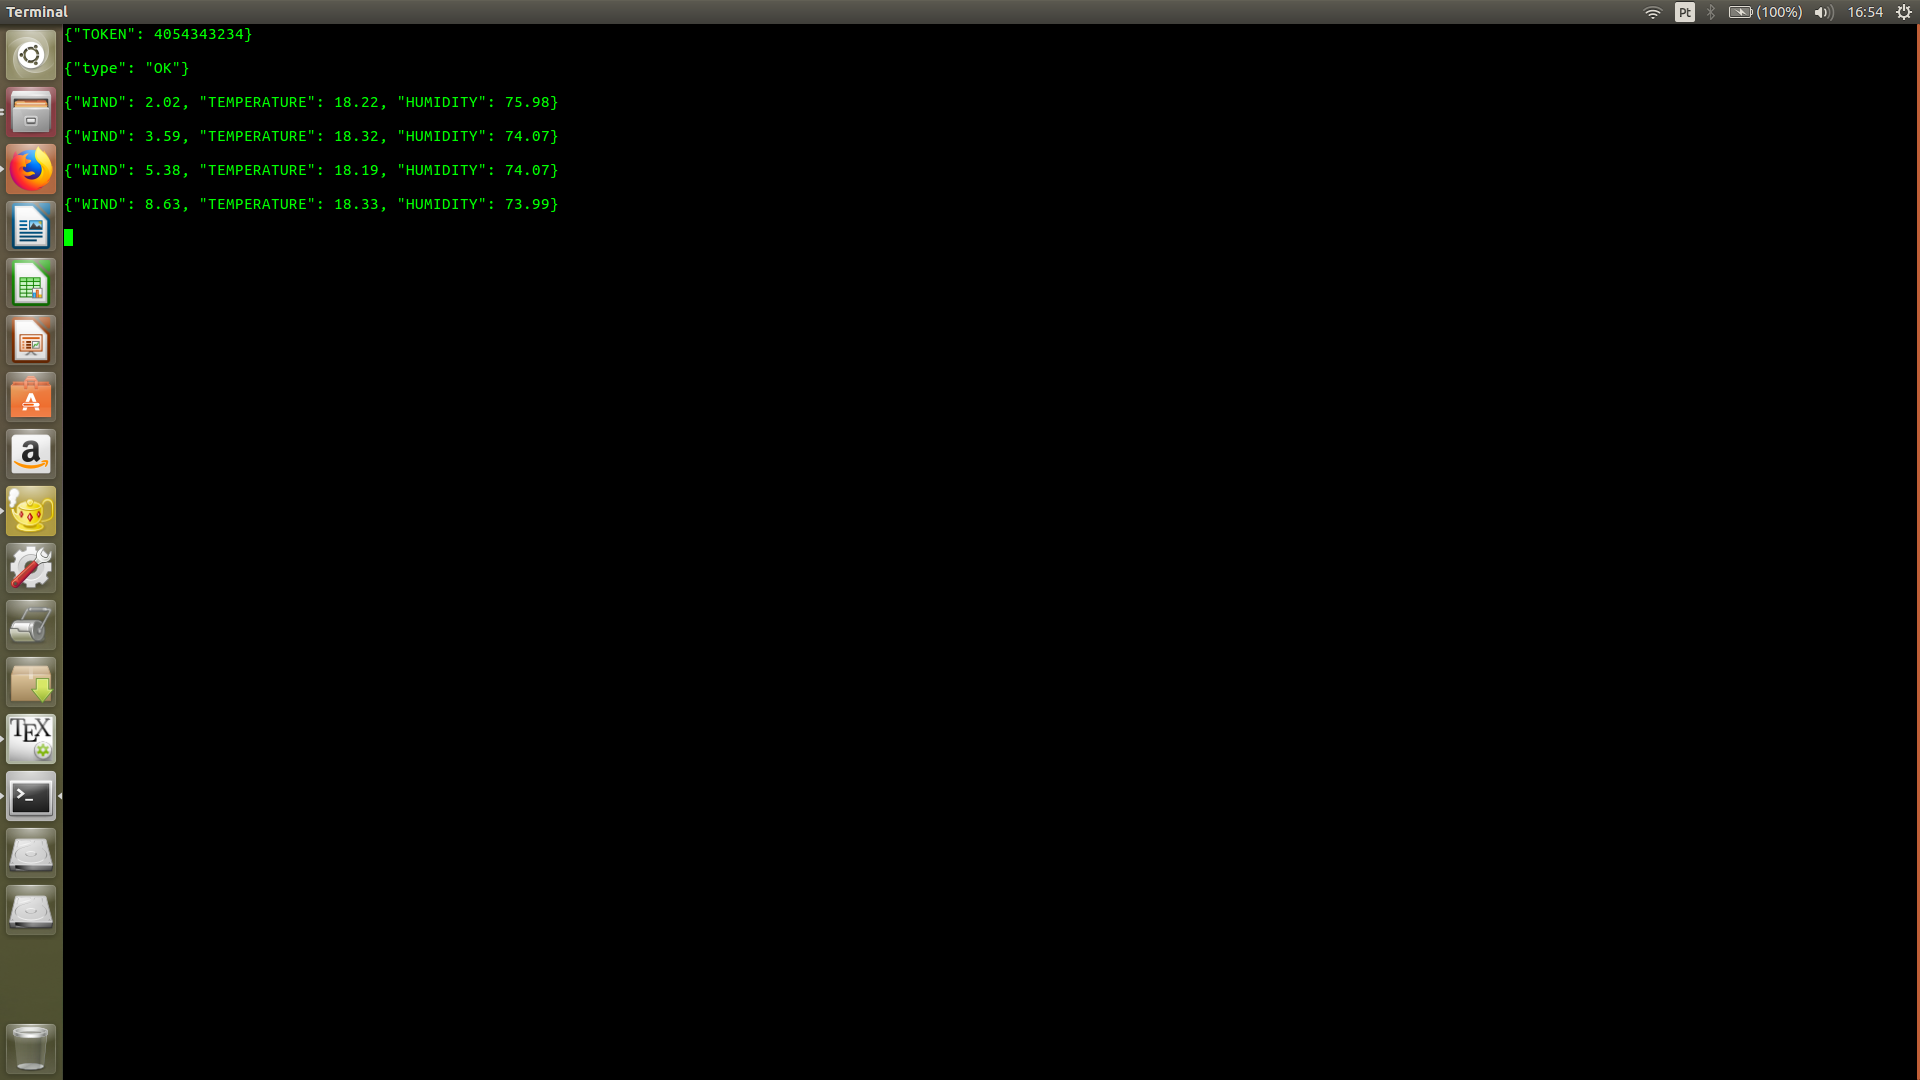 Terminal
Pt
(100%)
16:54
{"TOKEN": 4054343234}
{"type": "OK"}
{"WIND": 2.02, "TEMPERATURE": 18.22, "HUMIDITY": 75.98}
{"WIND": 3.59, "TEMPERATURE": 18.32, "HUMIDITY": 74.07}
{"WIND": 5.38, "TEMPERATURE": 18.19, "HUMIDITY": 74.07}
{"WIND": 8.63, "TEMPERATURE": 18.33, "HUMIDITY": 73.99}
A
a
TEX
>_